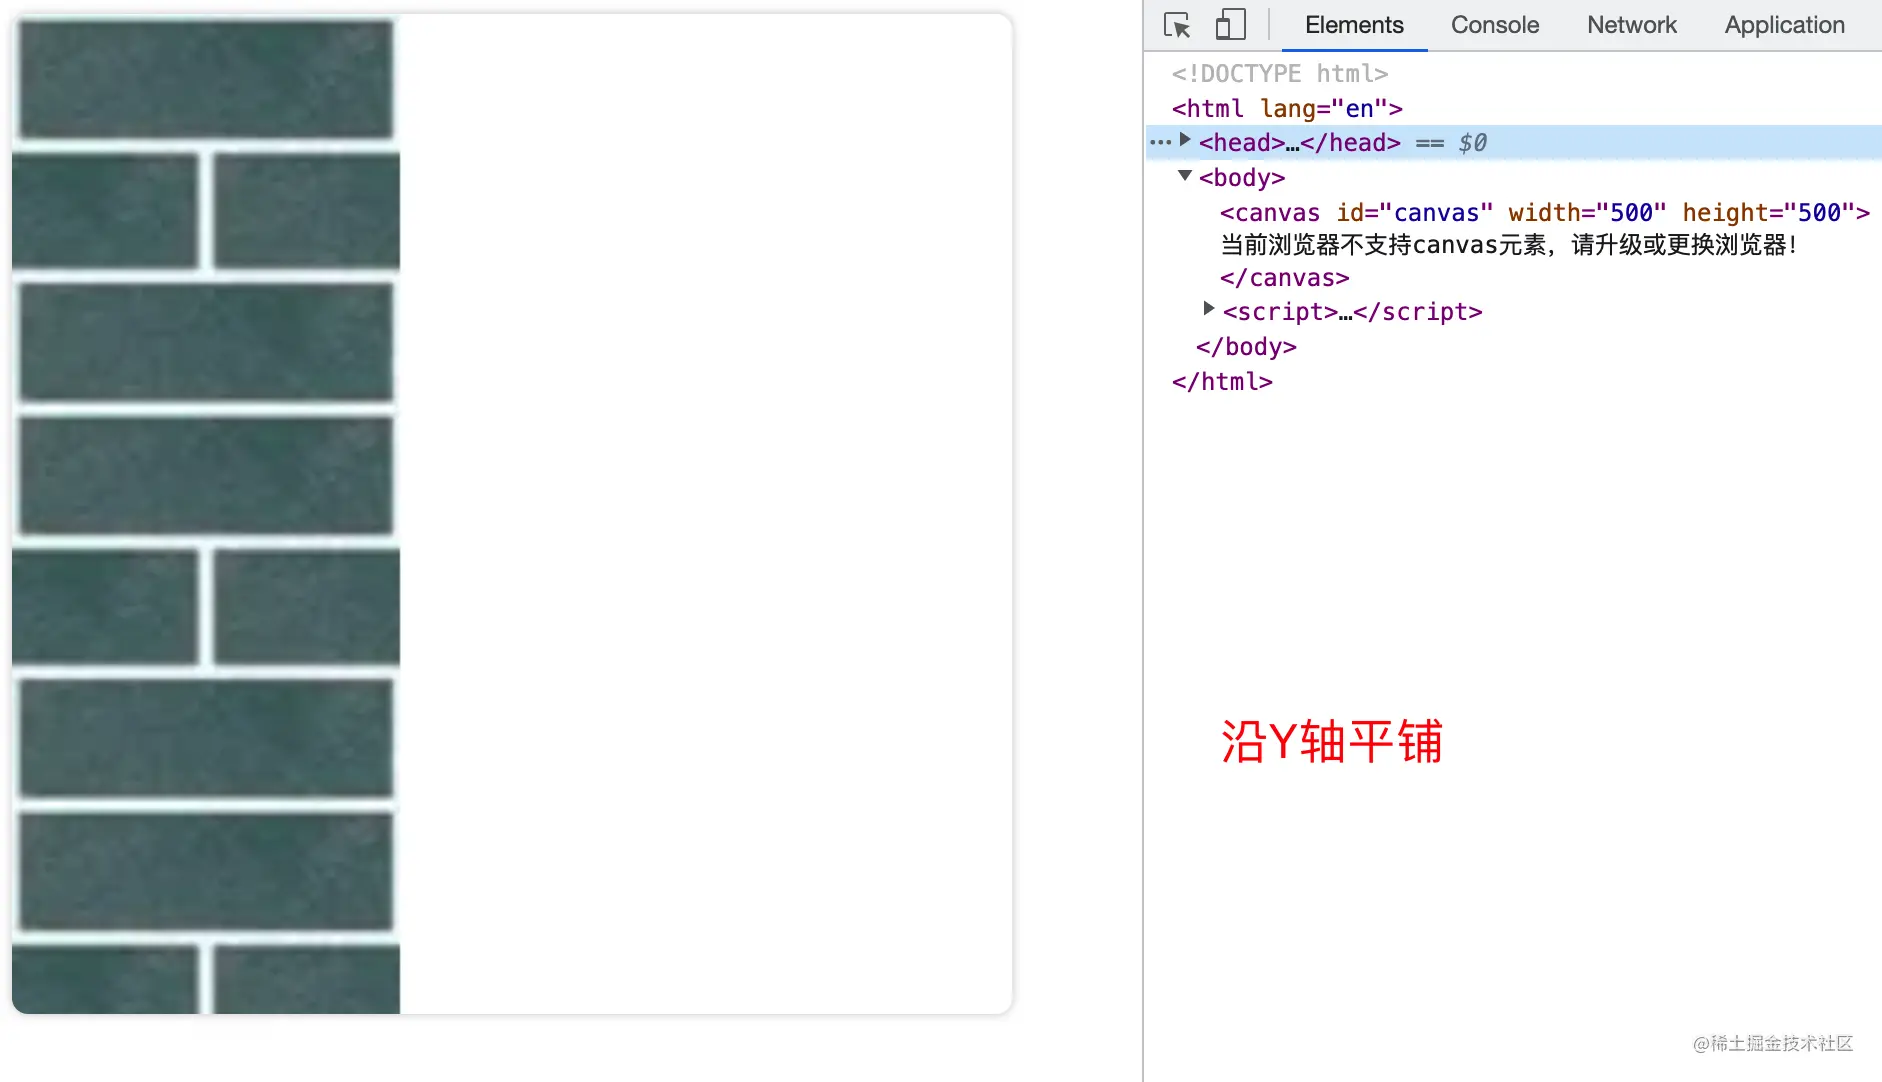 Elements Console Network Application
<!DOCTYPE html>
<html lang="en">
<head>…</head> == $0
<body>
<canvas id="canvas" width="500" height="500">
当前浏览器不支持canvas元素，请升级或更换浏览器！
</canvas>
<script>…</script>
</body>
</html>
沿Y轴平铺
@稀土掘金技术社区